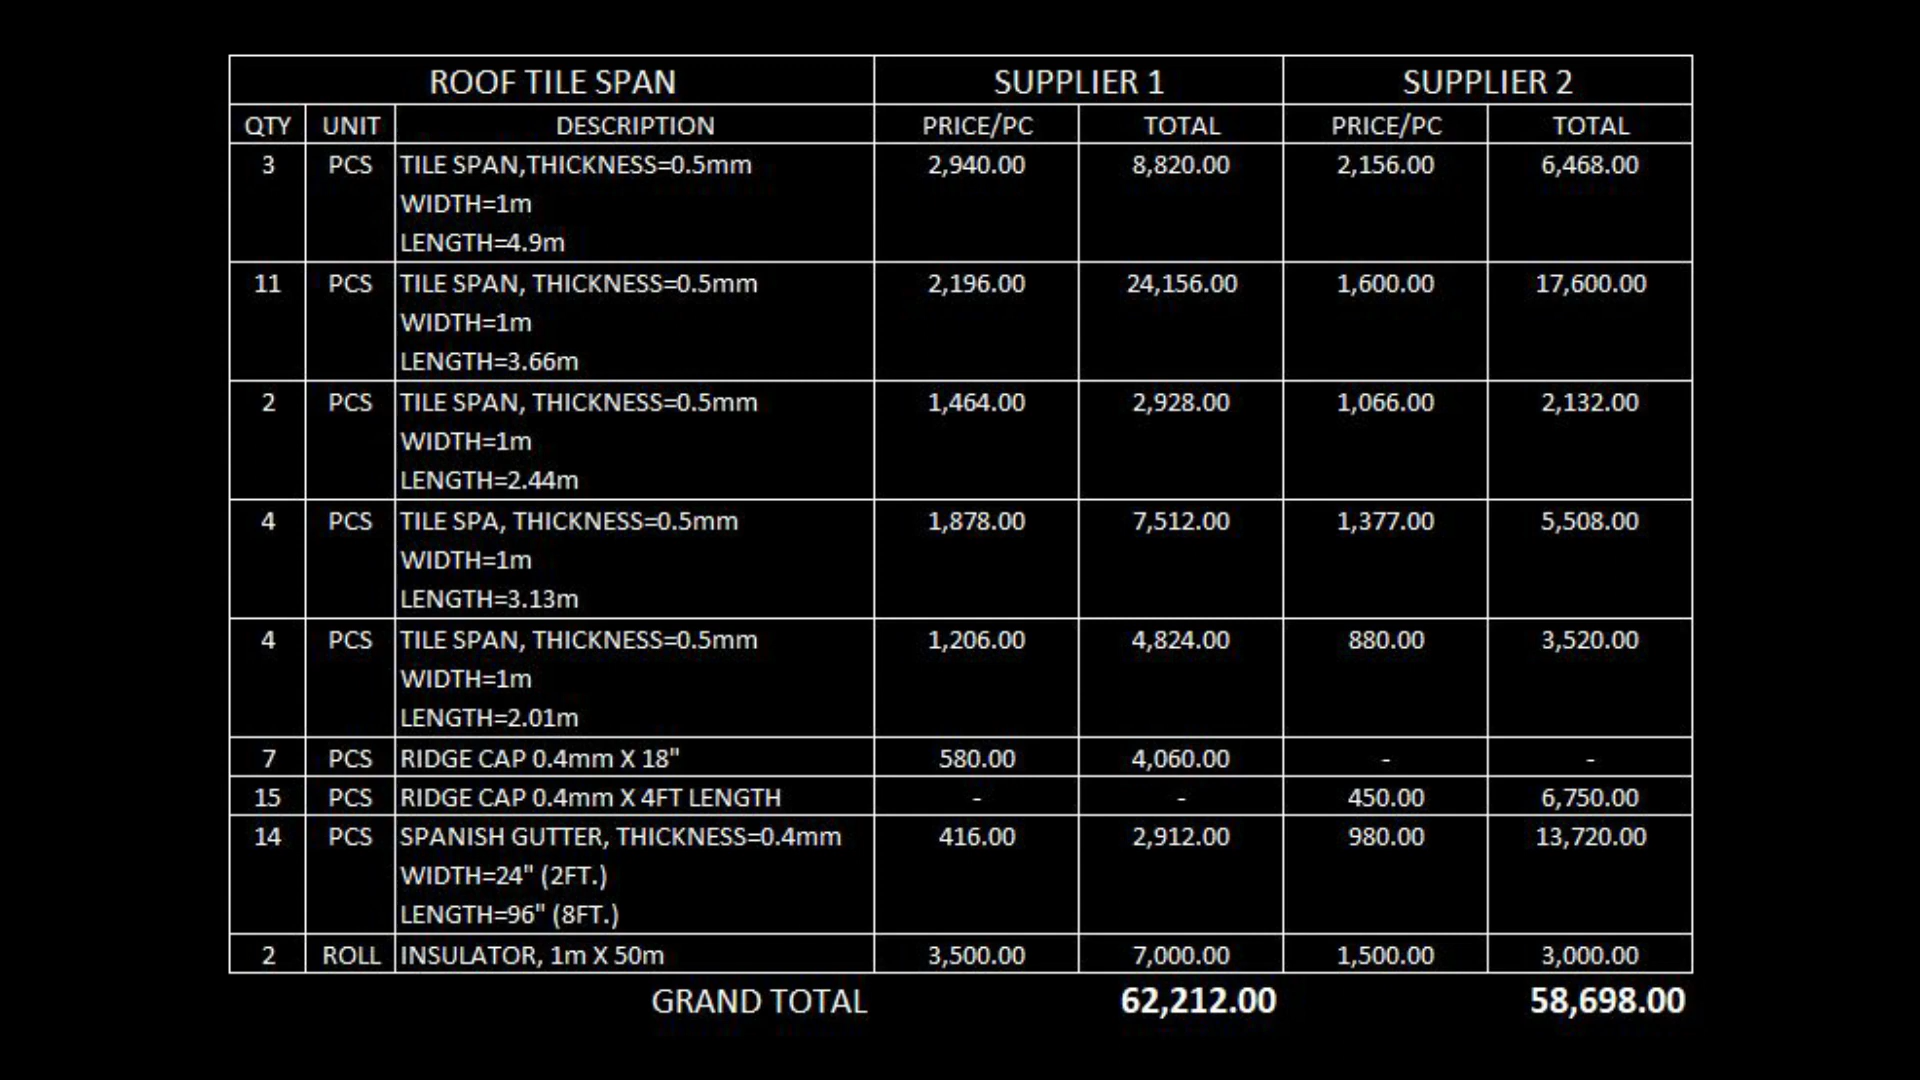 ROOF TILE SPAN SUPPLIER 1 SUPPLIER 2
QTY UNIT DESCRIPTION PRICE/PC TOTAL PRICE/PC TOTAL
3 PCS TILE SPAN,THICKNESS=0.5mm 2,940.00 8,820.00 2,156.00 6,468.00
WIDTH=1m
LENGTH=4.9m
11 PCS TILE SPAN, THICKNESS=0.5mm 2,196.00 24,156.00 1,600.00 17,600.00
WIDTH=1m
LENGTH=3.66m
2 PCS TILE SPAN, THICKNESS=0.5mm 1,464.00 2,928.00 1,066.00 2,132.00
WIDTH=1m
LENGTH=2.44m
4 PCS TILE SPA, THICKNESS=0.5mm 1,878.00 7,512.00 1,377.00 5,508.00
WIDTH=1m
LENGTH=3.13m
4 PCS TILE SPAN, THICKNESS=0.5mm 1,206.00 4,824.00 880.00 3,520.00
WIDTH=1m
LENGTH=2.01m
7 PCS RIDGE CAP 0.4mm X 18" 580.00 4,060.00 - -
15 PCS RIDGE CAP 0.4mm X 4FT LENGTH - - 450.00 6,750.00
14 PCS SPANISH GUTTER, THICKNESS=0.4mm 416.00 2,912.00 980.00 13,720.00
WIDTH=24" (2FT.)
LENGTH=96" (8FT.)
2 ROLL INSULATOR, 1m X 50m 3,500.00 7,000.00 1,500.00 3,000.00
GRAND TOTAL 62,212.00 58,698.00